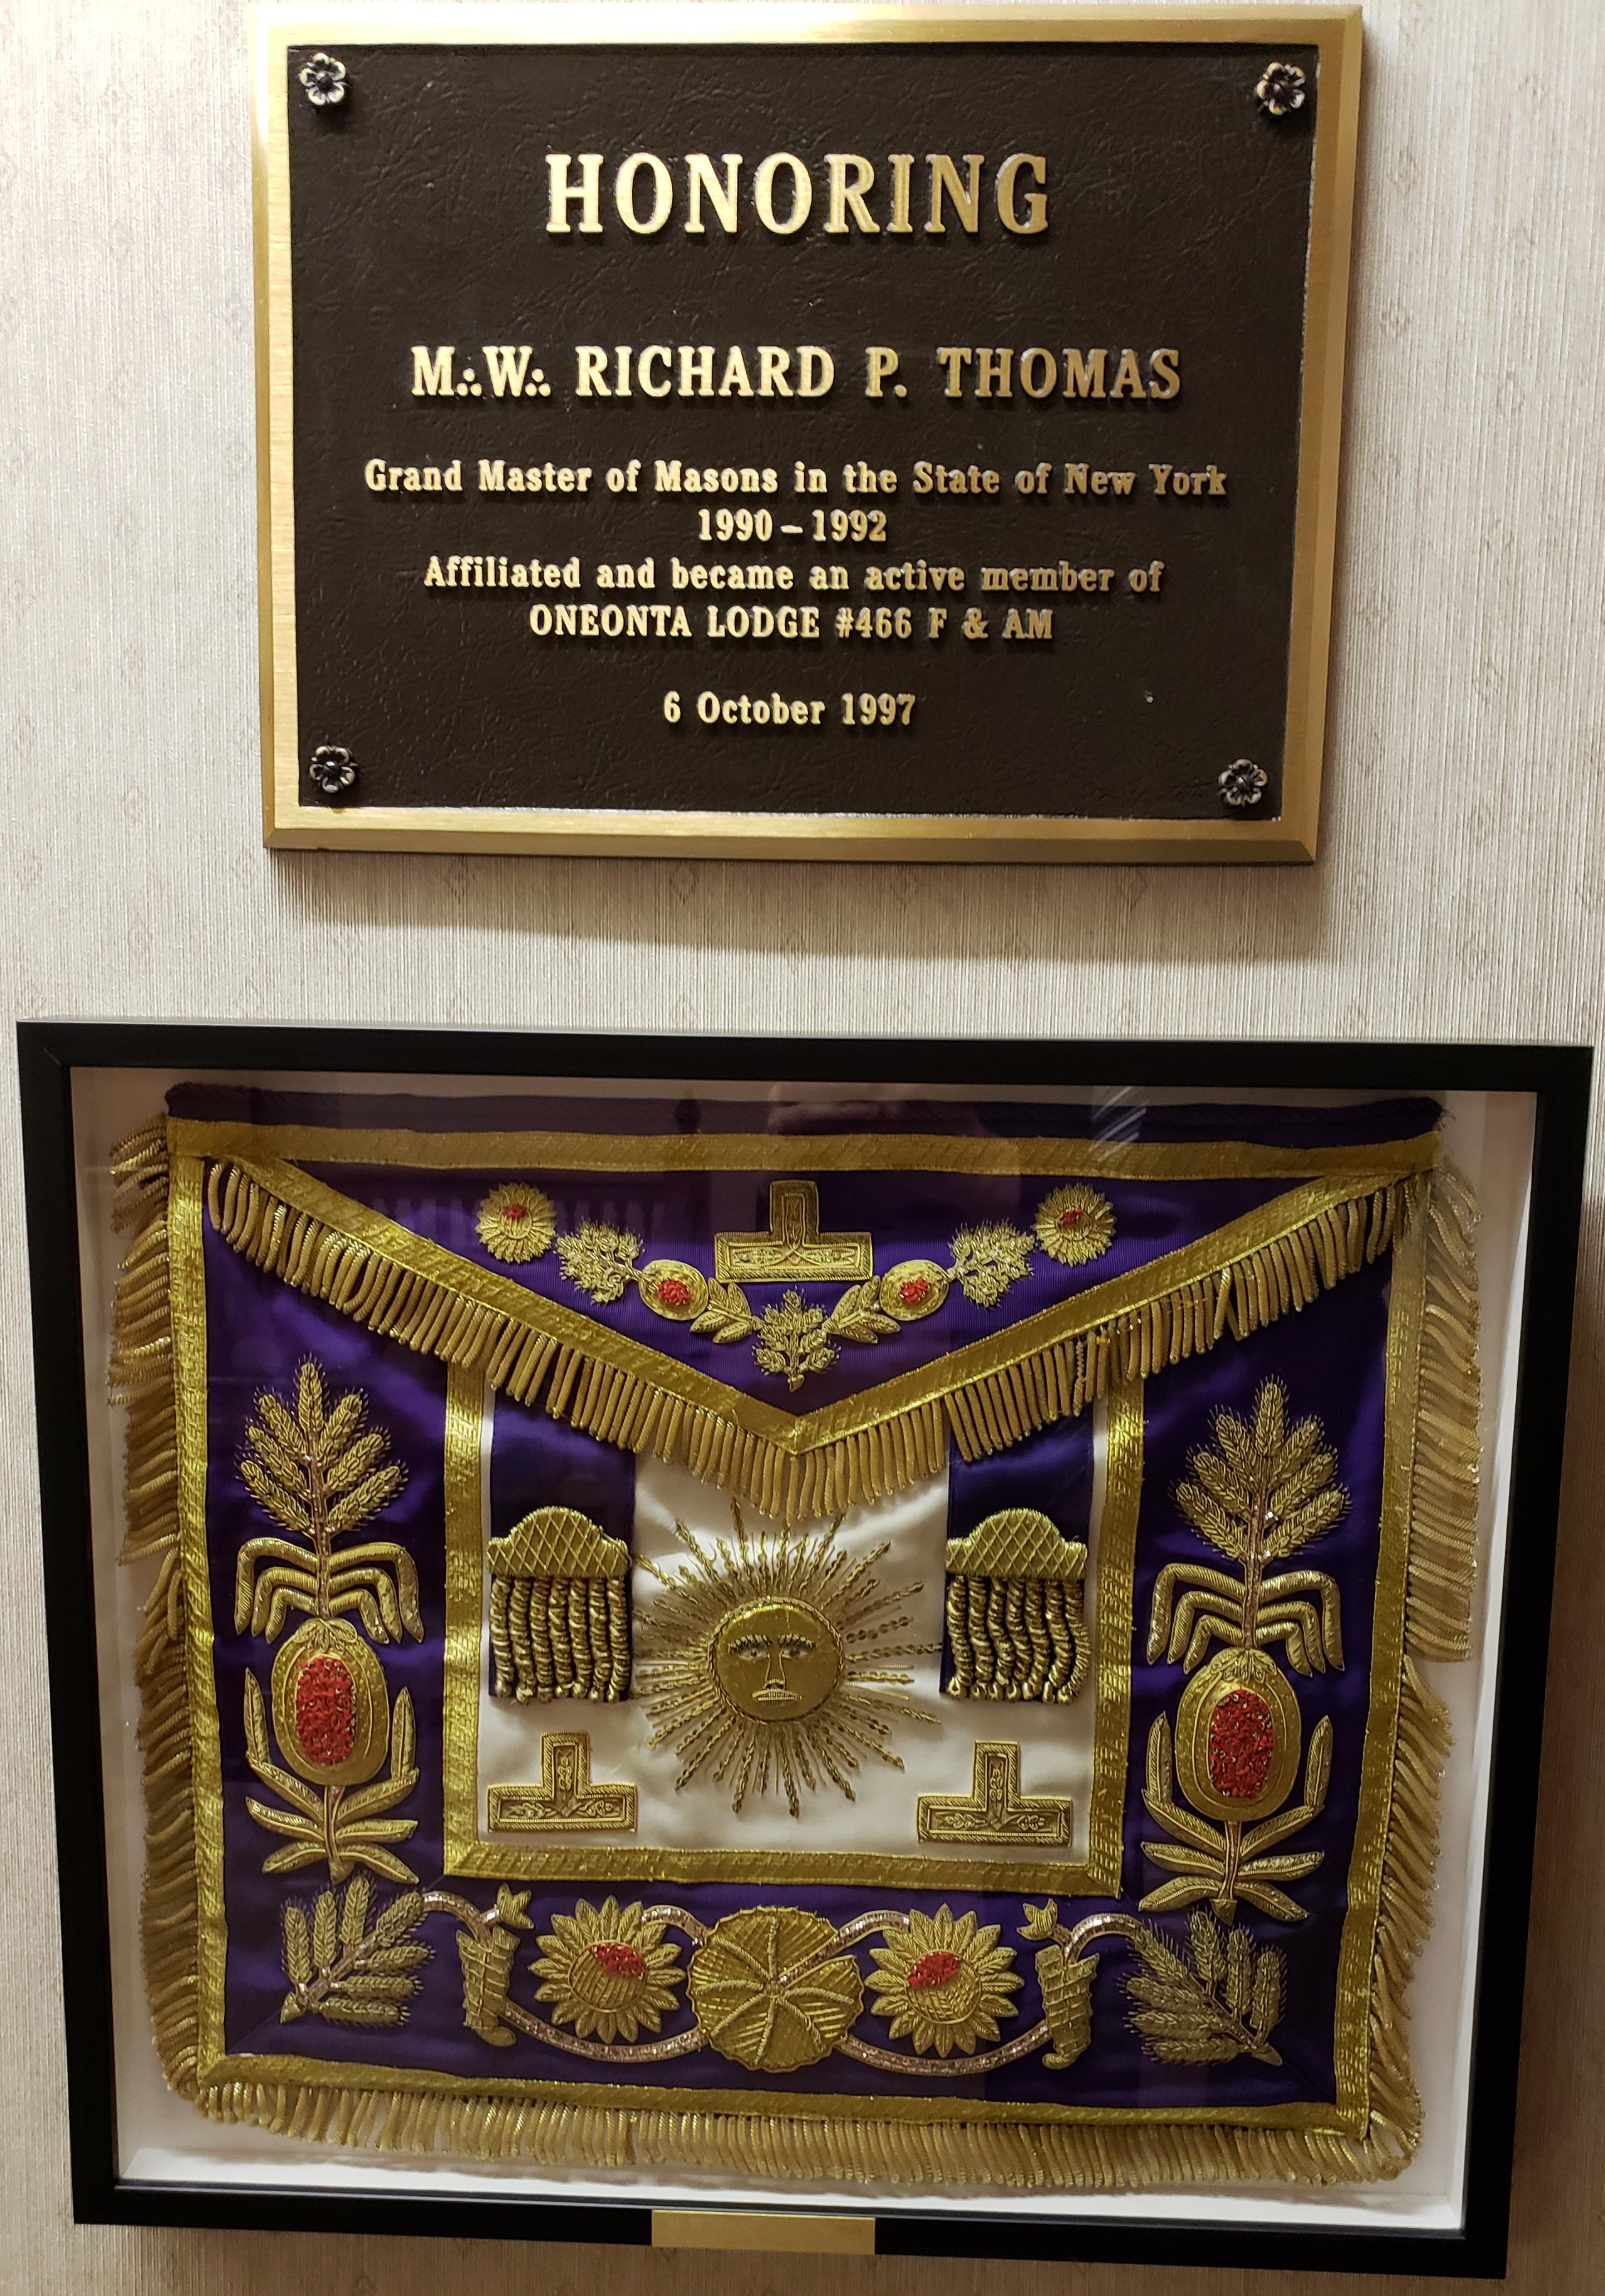 HONORING
M∴W∴ RICHARD P. THOMAS
Grand Master of Masons in the State of New York
1990 – 1992
Affiliated and became an active member of
ONEONTA LODGE #466 F & AM
6 October 1997